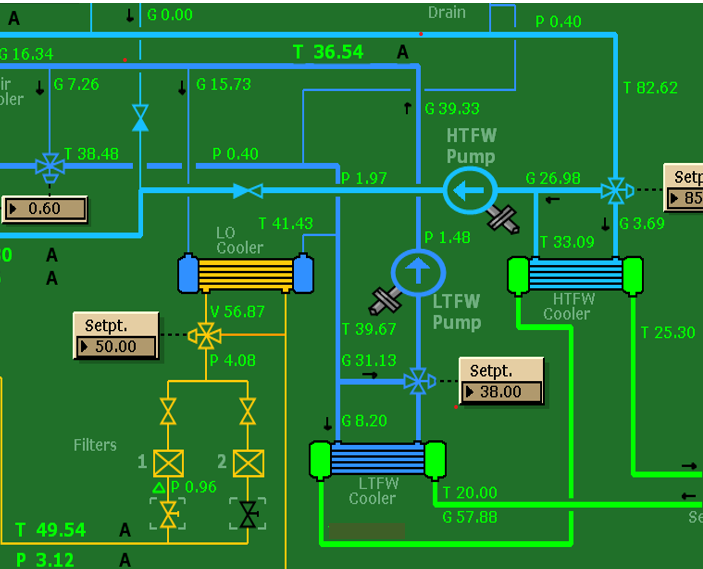 A
G 0.00
Drain
P 0.40
G 16.34
T 36.54 A
ir
oler
G 7.26
G 15.73
T 82.62
G 39.33
HTFW
Pump
T 38.48
P 0.40
P 1.97
G 26.98
Setp
85
0.60
G 3.69
T 41.43
LO
Cooler
P 1.48
T 33.09
80 A
A
V 56.87
LTFW
Pump
HTFW
Cooler
Setpt.
50.00
T 39.67
T 25.30
P 4.08
G 31.13
Setpt.
38.00
G 8.20
Filters
1
2
△ P 0.96
LTFW
Cooler
T 20.00
G 57.88
Se
T 49.54 A
P 3.12 A